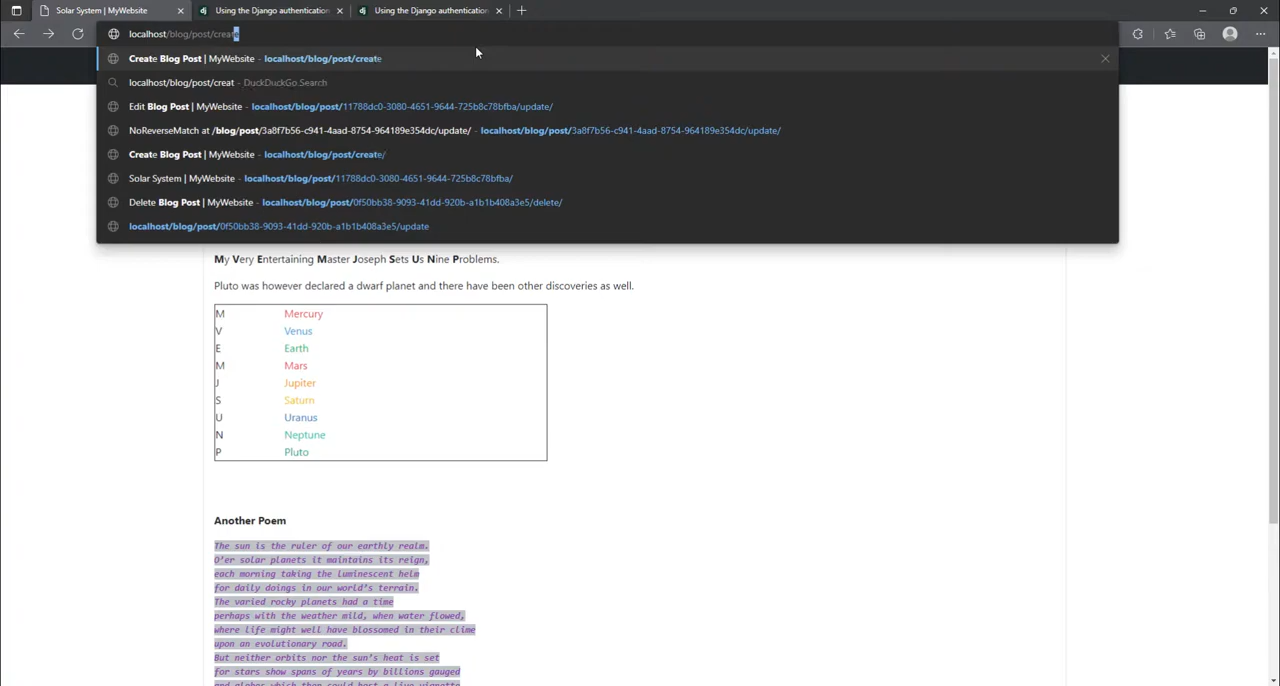 Solar System | MyWebsite
Using the Django authentication
Using the Django authentication
localhost/blog/post/create
Create Blog Post | MyWebsite - localhost/blog/post/create
localhost/blog/post/creat - DuckDuckGo Search
Edit Blog Post | MyWebsite - localhost/blog/post/11788dc0-3080-4651-9644-725b8c78bfba/update/
NoReverseMatch at /blog/post/3a8f7b56-c941-4aad-8754-964189e354dc/update/ - localhost/blog/post/3a8f7b56-c941-4aad-8754-964189e354dc/update/
Create Blog Post | MyWebsite - localhost/blog/post/create/
Solar System | MyWebsite - localhost/blog/post/11788dc0-3080-4651-9644-725b8c78bfba/
Delete Blog Post | MyWebsite - localhost/blog/post/0f50bb38-9093-41dd-920b-a1b1b408a3e5/delete/
localhost/blog/post/0f50bb38-9093-41dd-920b-a1b1b408a3e5/update
My Very Entertaining Master Joseph Sets Us Nine Problems.
Pluto was however declared a dwarf planet and there have been other discoveries as well.
M Mercury
V Venus
E Earth
M Mars
J Jupiter
S Saturn
U Uranus
N Neptune
P Pluto
Another Poem
The sun is the ruler of our earthly realm.
O'er solar planets it maintains its reign,
each morning taking the luminescent helm
for daily doings in our world's terrain.
The varied rocky planets had a time
perhaps with the weather mild, when water flowed,
where life might well have blossomed in their clime
upon an evolutionary road.
But neither orbits nor the sun's heat is set
for stars show spans of years by billions gauged
and globes which then could host a live vignette